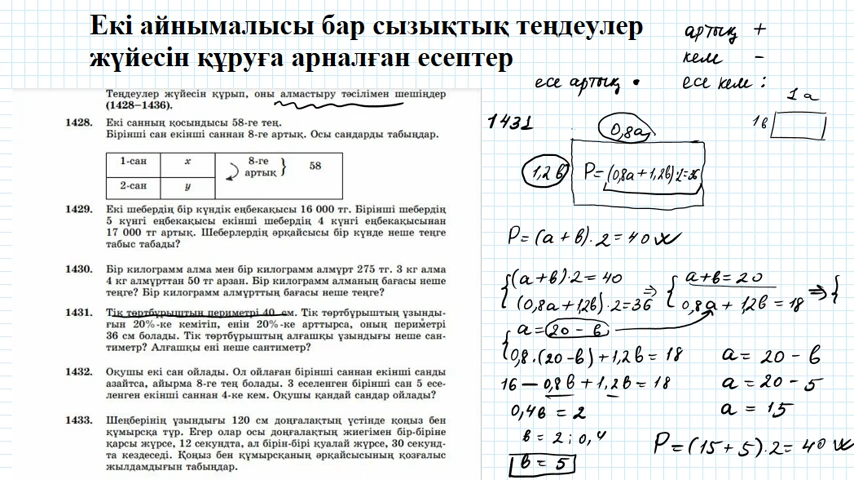 Екі айнымалысы бар сызықтық теңдеулер
жүйесін құруға арналған есептер
артық +
кем -
есе артық • есе кем :
Теңдеулер жүйесін құрып, оны алмастыру тәсілімен шешіңдер
(1428—1436).
1428. Екі санның қосындысы 58-ге тең.
Бірінші сан екінші саннан 8-ге артық. Осы сандарды табыңдар.
1-сан x 8-ге артық } 58
2-сан y
1429. Екі шебердің бір күндік еңбекақысы 16 000 тг. Бірінші шебердің
5 күнгі еңбекақысы екінші шебердің 4 күнгі еңбекақысынан
17 000 тг артық. Шеберлердің әрқайсысы бір күнде неше теңге
табыс табады?
1430. Бір килограмм алма мен бір килограмм алмұрт 275 тг. 3 кг алма
4 кг алмұрттан 50 тг арзан. Бір килограмм алманың бағасы неше
теңге? Бір килограмм алмұрттың бағасы неше теңге?
1431. Тік төртбұрыштың периметрі 40 см. Тік төртбұрыштың ұзынды-
ғын 20%-ке кемітіп, енін 20%-ке арттырса, оның периметрі
36 см болады. Тік төртбұрыштың алғашқы ұзындығы неше сан-
тиметр? Алғашқы ені неше сантиметр?
1432. Оқушы екі сан ойлады. Ол ойлаған бірінші саннан екінші санды
азайтса, айырма 8-ге тең болады. 3 еселенген бірінші сан 5 есе-
ленген екінші саннан 4-ке кем. Оқушы қандай сандар ойлады?
1433. Шеңберінің ұзындығы 120 см доңғалақтың үстінде қоңыз бен
құмырсқа тұр. Егер олар осы доңғалақтың жиегімен бір-біріне
қарсы жүрсе, 12 секундта, ал бірін-бірі қуалай жүрсе, 30 секунд-
та кездеседі. Қоңыз бен құмырсқаның әрқайсысының қозғалыс
жылдамдығын табыңдар.
1431 0,8a 1a
1в
1,2в P=(0,8a+1,2в)·2=36
P=(a+в)·2=40
{(a+в)·2=40 => {a+в=20
{(0,8a+1,2в)·2=36 {0,8a+1,2в=18 => {
{a=20-в
{0,8·(20-в)+1,2в=18 a=20-в
16-0,8в+1,2в=18 a=20-5
0,4в=2 a=15
в=2:0,4
P=(15+5)·2=40
в=5